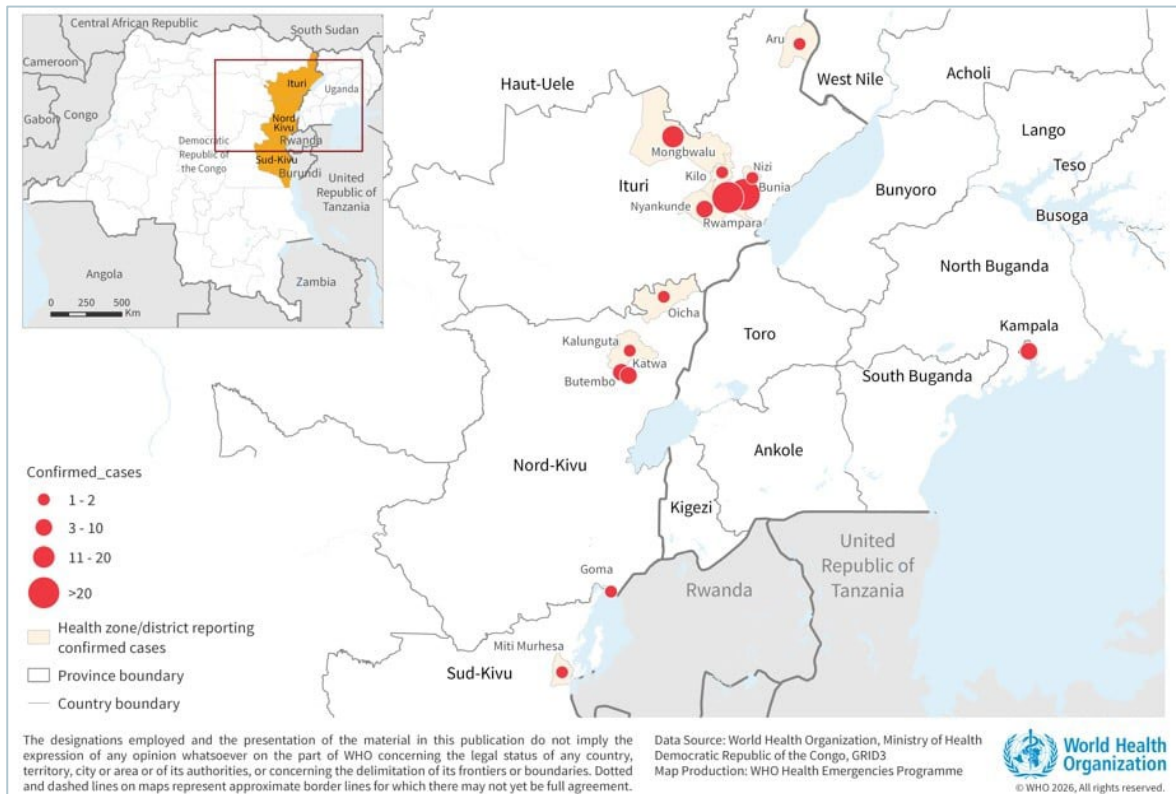 Central African Republic
South Sudan
Cameroon
Ituri
Uganda
Gabon
Congo
Nord
Kivu
Democratic
Republic of
the Congo
Rwanda
Sud-Kivu
Burundi
United
Republic of
Tanzania
Angola
Zambia
0 250 500
Km
Aru
West Nile
Acholi
Haut-Uele
Lango
Mongbwalu
Teso
Kilo
Nizi
Ituri
Bunia
Bunyoro
Nyankunde
Busoga
Rwampara
North Buganda
Oicha
Toro
Kampala
Kalunguta
Katwa
South Buganda
Butembo
Ankole
Nord-Kivu
Kigezi
United
Republic of
Tanzania
Goma
Rwanda
Miti Murhesa
Sud-Kivu
Confirmed_cases
1 - 2
3 - 10
11 - 20
>20
Health zone/district reporting
confirmed cases
Province boundary
Country boundary
The designations employed and the presentation of the material in this publication do not imply the
expression of any opinion whatsoever on the part of WHO concerning the legal status of any country,
territory, city or area or of its authorities, or concerning the delimitation of its frontiers or boundaries. Dotted
and dashed lines on maps represent approximate border lines for which there may not yet be full agreement.
Data Source: World Health Organization, Ministry of Health
Democratic Republic of the Congo, GRID3
Map Production: WHO Health Emergencies Programme
World Health
Organization
© WHO 2026, All rights reserved.